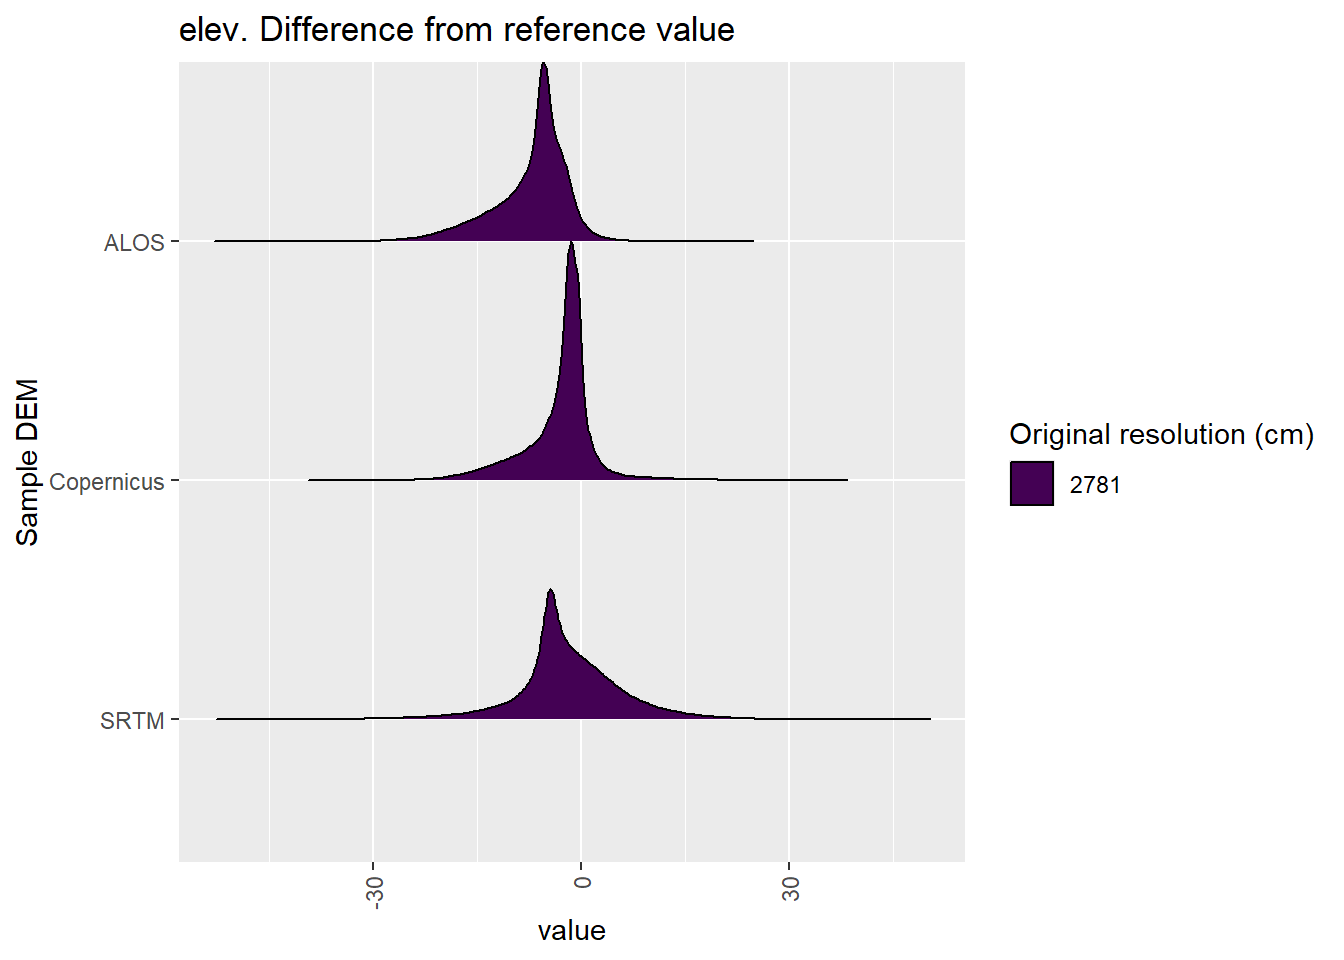 elev. Difference from reference value
ALOS
Copernicus
SRTM
Sample DEM
-30
0
30
value
Original resolution (cm)
2781